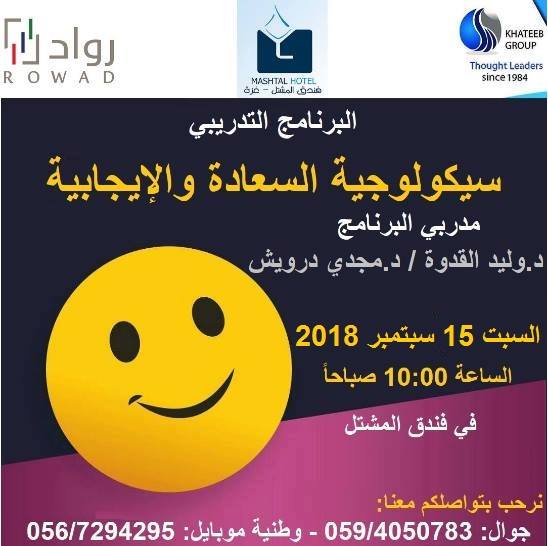 رواد
ROWAD
MASHTAL HOTEL
فندق المشتل - غزة
KHATEEB
GROUP
Thought Leaders
since 1984
البرنامج التدريبي
سيكولوجية السعادة والإيجابية
مدربي البرنامج
د.وليد القدوة / د.مجدي درويش
السبت 15 سبتمبر 2018
الساعة 10:00 صباحاً
في فندق المشتل
نرحب بتواصلكم معنا:
جوال: 059/4050783 - وطنية موبايل: 056/7294295